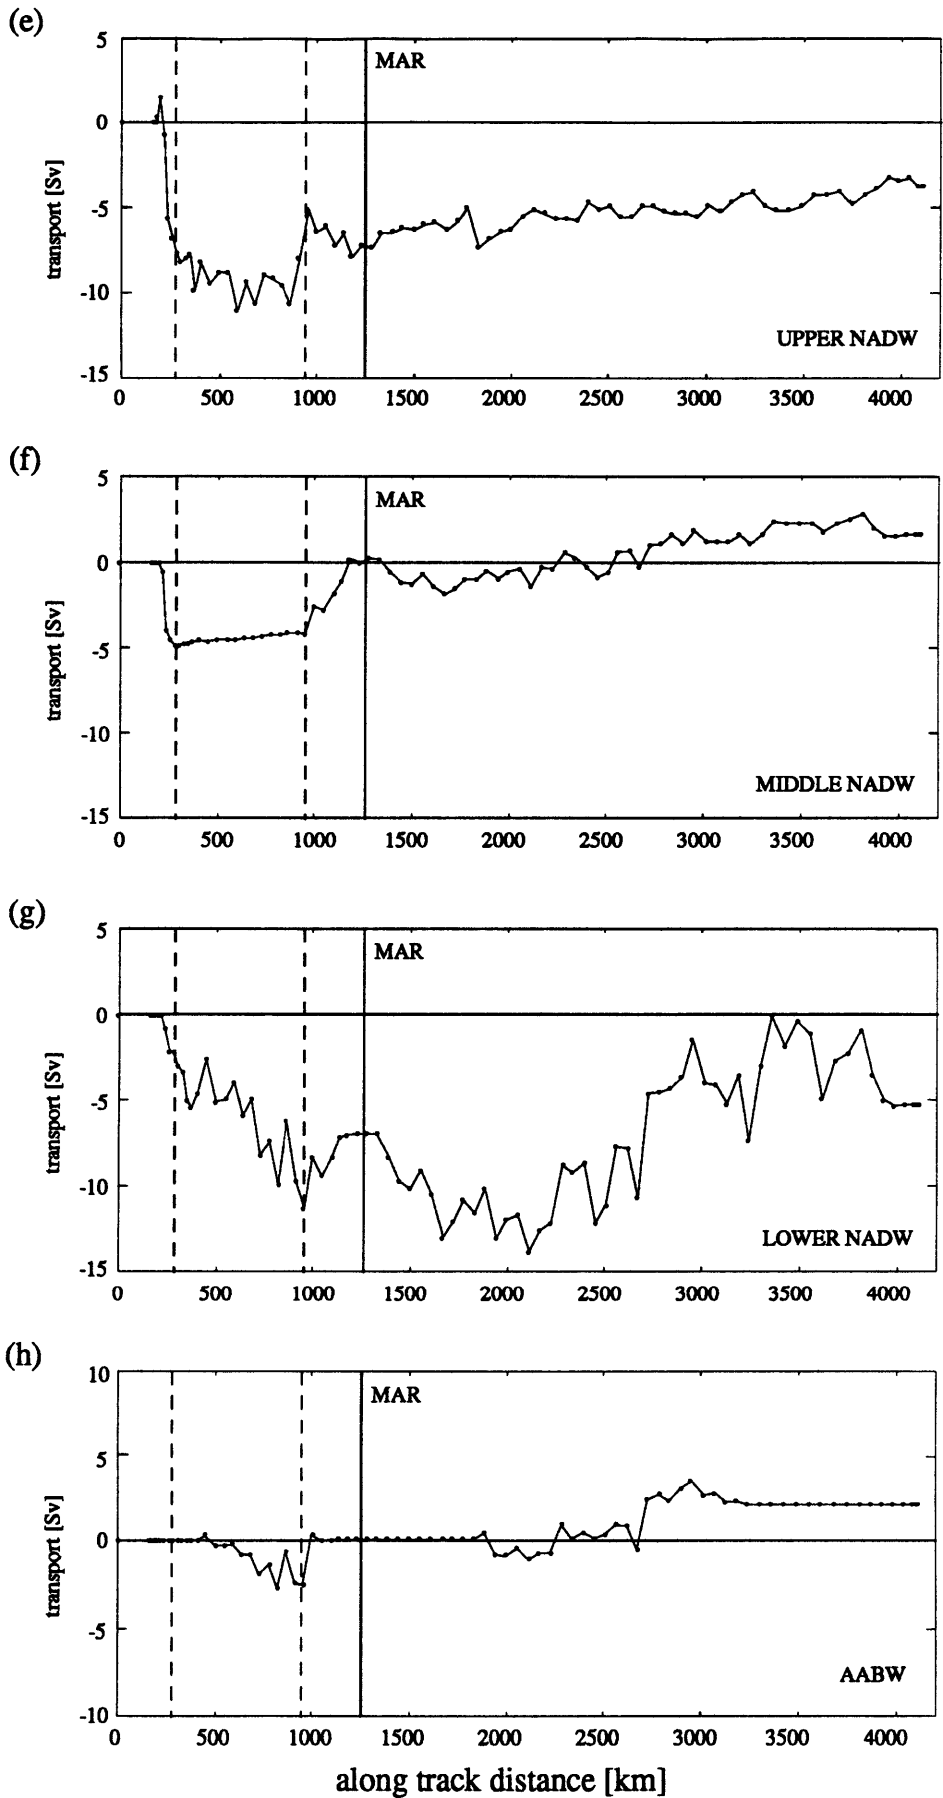 (e)
5
MAR
0
-5
transport [Sv]
-10
UPPER NADW
-15
0 500 1000 1500 2000 2500 3000 3500 4000
(f)
5
MAR
0
-5
transport [Sv]
-10
MIDDLE NADW
-15
0 500 1000 1500 2000 2500 3000 3500 4000
(g)
5
MAR
0
-5
transport [Sv]
-10
LOWER NADW
-15
0 500 1000 1500 2000 2500 3000 3500 4000
(h)
10
MAR
5
0
transport [Sv]
-5
AABW
-10
0 500 1000 1500 2000 2500 3000 3500 4000
along track distance [km]